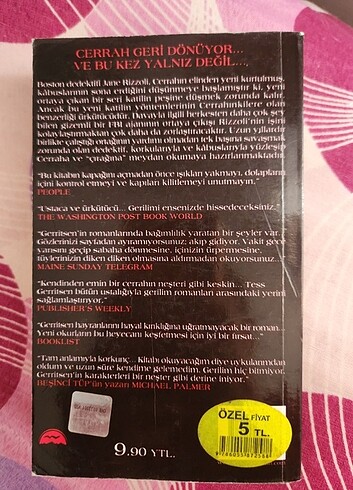 CERRAH GERİ DÖNÜYOR...
VE BU KEZ YALNIZ DEĞİL....
Boston dedektifi Jane Rizzoli, Cerrahın elinden yeni kurtulmuş,
kâbuslarının sona erdiğini düşünmeye başlamıştır ki, yeni
ortaya çıkan bir seri katilin peşine düşmek zorunda kalır.
Ancak bu yeni katilin yöntemlerinin Cerrahınkilere olan
benzerliği ürkütücüdür. Davayla ilgili herkesten daha çok şey
bilen gizemli bir FBI ajanının ortaya çıkışı Rizzoli'nin işini
kolaylaştırmaktan çok daha da zorlaştıracaktır. Uzun yıllardır
birlikte çalıştığı ortağının yardımı olmadan tek başına savaşmak
zorunda olan dedektif, korkularıyla ve kâbuslarıyla yüzleşip
Cerraha ve "çırağına" meydan okumaya hazırlanmaktadır.
"Bu kitabın kapağını açmadan önce ışıkları yakmayı, dolapların
içini kontrol etmeyi ve kapıları kilitlemeyi unutmayın."
PEOPLE
"Ustaca ve ürkütücü... Gerilimi ensenizde hissedeceksiniz."
THE WASHINGTON POST BOOK WORLD
"Gerritsen'in romanlarında bağımlılık yaratan bir şeyler var...
Gözlerinizi sayfadan ayıramıyorsunuz; akıp gidiyor. Vakit gece
yarısını geçip sabaha dönmesine, içinizin ürpermesine,
tüylerinizin diken diken olmasına aldırmadan okuyorsunuz..."
MAINE SUNDAY TELEGRAM
"Kendinden emin bir cerrahın neşteri gibi keskin... Tess
Gerritsen bütün ustalığıyla gerilim romanları arasındaki yerini
sağlamlaştırıyor."
PUBLISHER'S WEEKLY
"Gerritsen hayranlarını hayal kırıklığına uğratmayacak bir roman...
Yeni okurların bu heyecanı keşfetmesi için iyi bir fırsat..."
BOOKLIST
"Tam anlamıyla korkunç... Kitabı okuyacağım diye uykularımdan
oldum ve uzun süre kendime gelemedim. Gerilim hiç bitmiyor.
Gerritsen'in karakterleri bir neşter gibi derine iniyor."
BEŞİNCİ TÜP'ün yazarı MICHAEL PALMER
ÖZEL FİYAT
5 TL.
9.90 YTL.